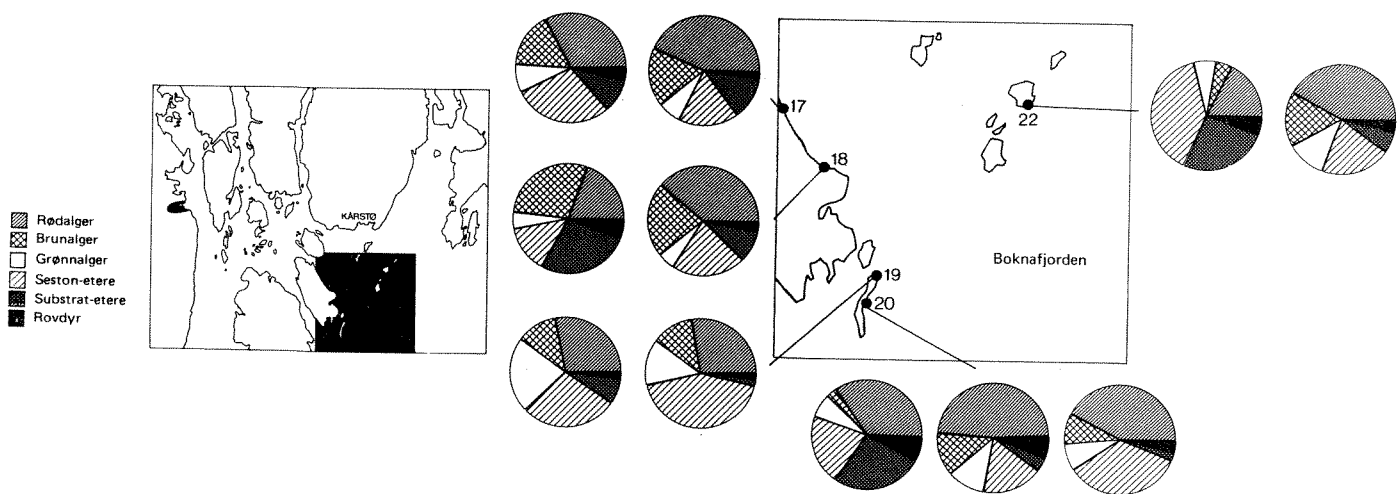 KÅRSTØ
Rødalger
Brunalger
Grønnalger
Seston-etere
Substrat-etere
Rovdyr
17
18
22
Boknafjorden
19
20